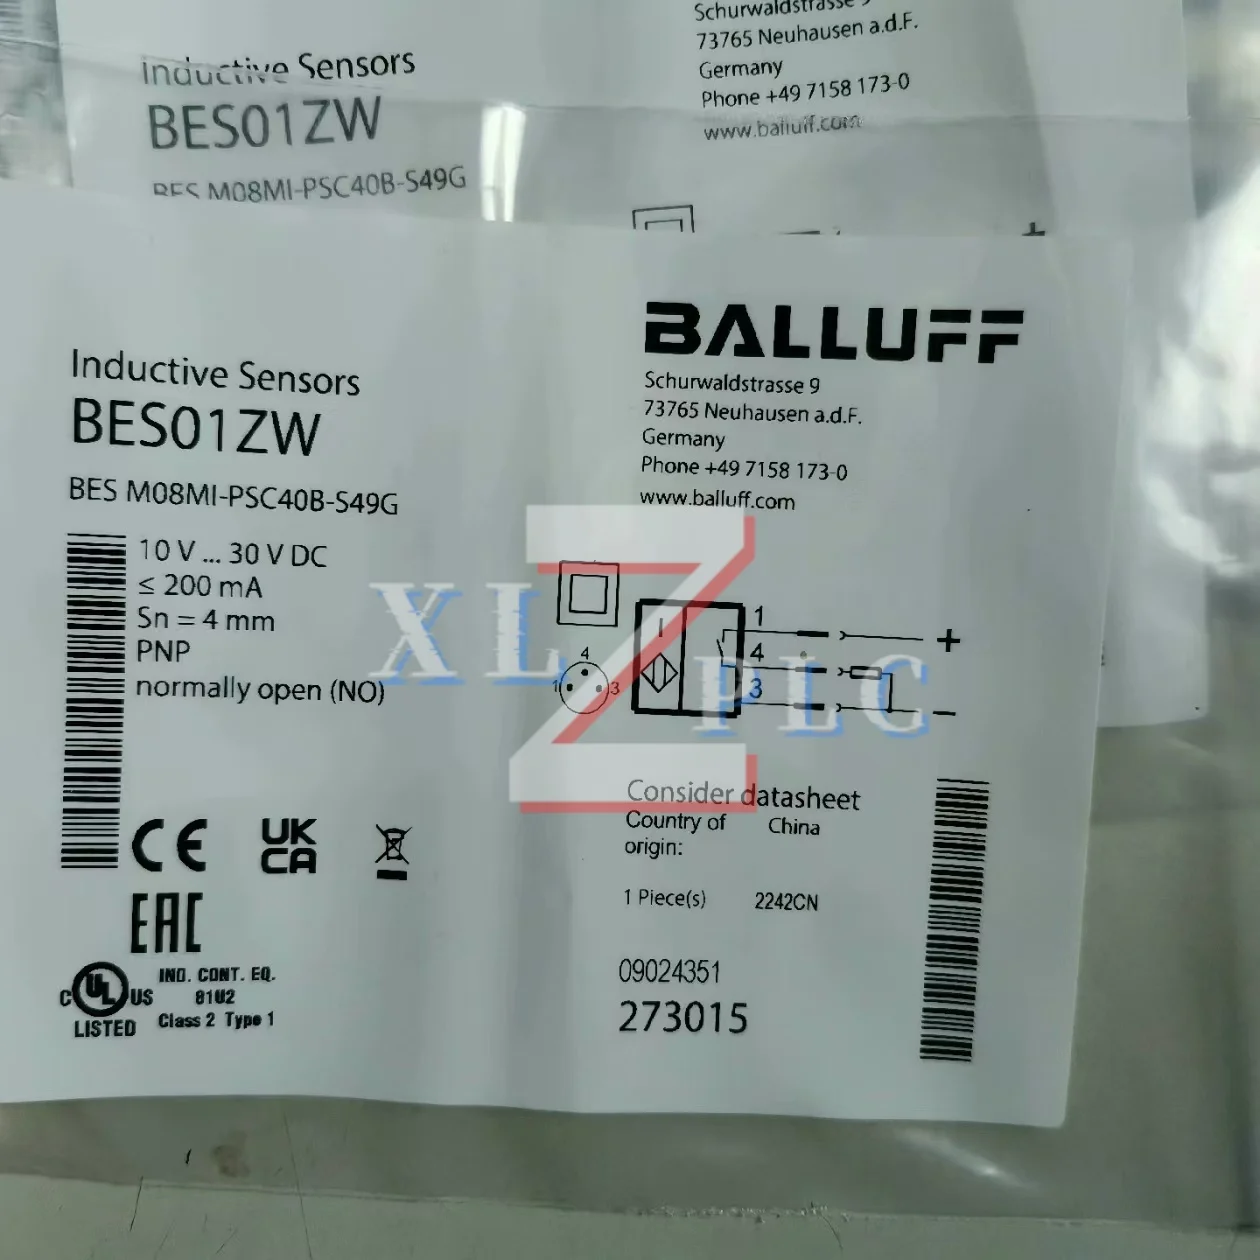 Schurwaldstrasse 9
73765 Neuhausen a.d.F.
Germany
Phone +49 7158 173-0
www.balluff.com
Inductive Sensors
BES01ZW
BES M08MI-PSC40B-S49G
+
BALLUFF
Schurwaldstrasse 9
73765 Neuhausen a.d.F.
Germany
Phone +49 7158 173-0
www.balluff.com
Inductive Sensors
BES01ZW
BES M08MI-PSC40B-S49G
10 V ... 30 V DC
≤ 200 mA
Sn = 4 mm
PNP
normally open (NO)
4
1 3
1 +
4
3 -
XL Z PLC
Consider datasheet
Country of origin: China
1 Piece(s) 2242CN
09024351
273015
CE UK CA
EAC
C UL US LISTED
IND. CONT. EQ.
81U2
Class 2 Type 1